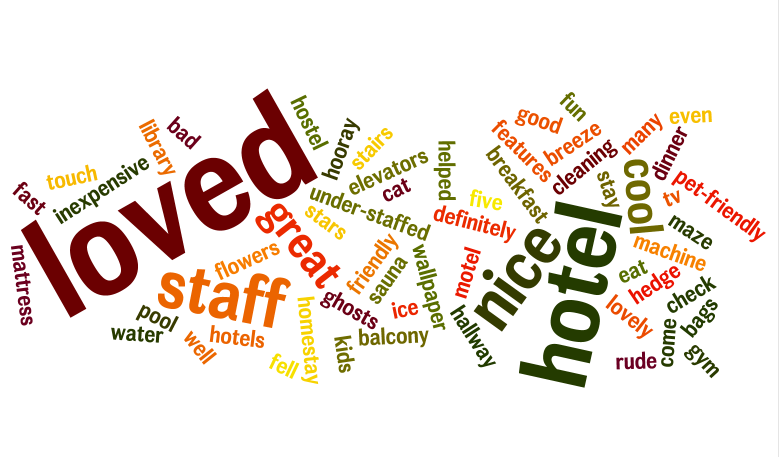 loved
hotel
staff
nice
great
cool
fun
good
even
features
breeze
many
hostel
hooray
library
bad
stairs
elevators
helped
breakfast
cleaning
dinner
stay
pet-friendly
tv
maze
touch
inexpensive
fast
cat
under-staffed
stars
five
definitely
machine
mattress
flowers
friendly
sauna
wallpaper
motel
eat
hedge
check
bags
lovely
pool
water
well
hotels
homestay
ghosts
ice
kids
balcony
hallway
fell
rude
come
gym